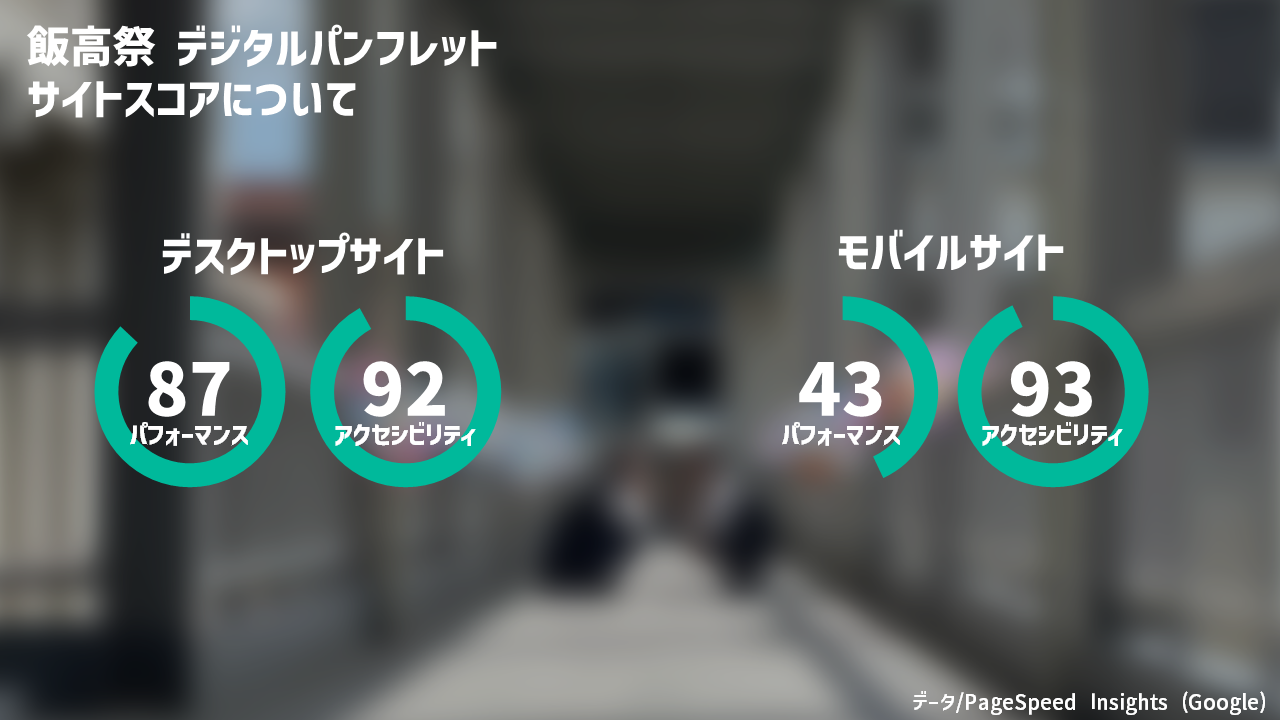 飯高祭 デジタルパンフレット
サイトスコアについて
デスクトップサイト
87
パフォーマンス
92
アクセシビリティ
モバイルサイト
43
パフォーマンス
93
アクセシビリティ
データ/PageSpeed Insights (Google)